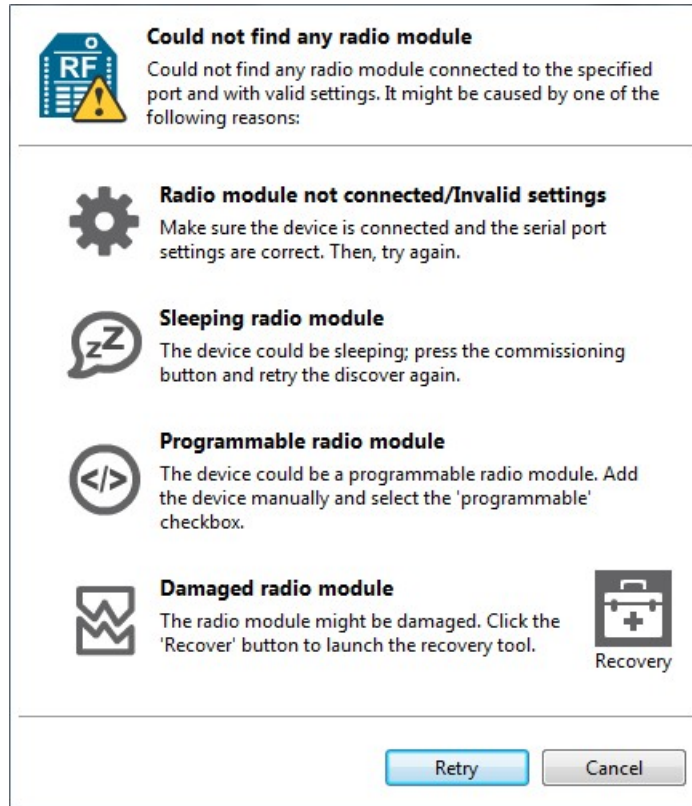 RF
Could not find any radio module
Could not find any radio module connected to the specified
port and with valid settings. It might be caused by one of the
following reasons:
Radio module not connected/Invalid settings
Make sure the device is connected and the serial port
settings are correct. Then, try again.
zZ
Sleeping radio module
The device could be sleeping; press the commissioning
button and retry the discover again.
</>
Programmable radio module
The device could be a programmable radio module. Add
the device manually and select the 'programmable'
checkbox.
Damaged radio module
The radio module might be damaged. Click the
'Recover' button to launch the recovery tool.
Recovery
Retry
Cancel